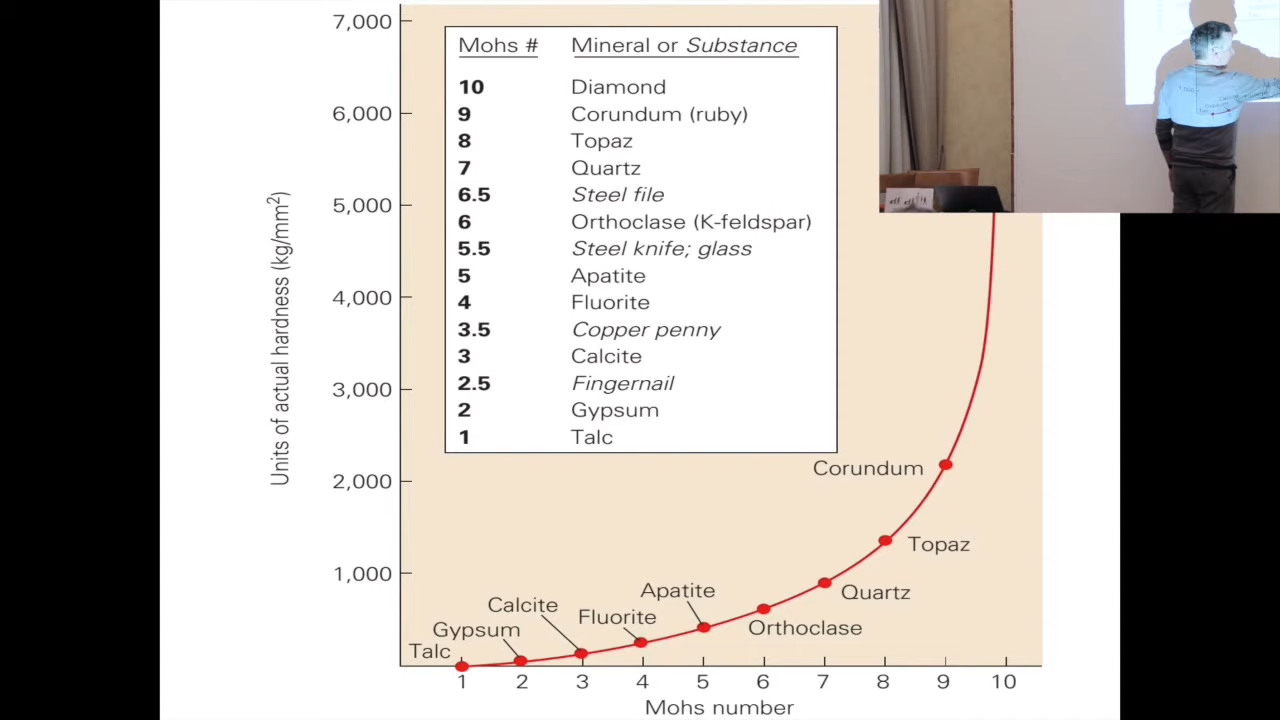 7,000
6,000
5,000
4,000
3,000
2,000
1,000
Units of actual hardness (kg/mm²)
Mohs # Mineral or Substance
10 Diamond
9 Corundum (ruby)
8 Topaz
7 Quartz
6.5 Steel file
6 Orthoclase (K-feldspar)
5.5 Steel knife; glass
5 Apatite
4 Fluorite
3.5 Copper penny
3 Calcite
2.5 Fingernail
2 Gypsum
1 Talc
Corundum
Topaz
Quartz
Orthoclase
Apatite
Fluorite
Calcite
Gypsum
Talc
1 2 3 4 5 6 7 8 9 10
Mohs number